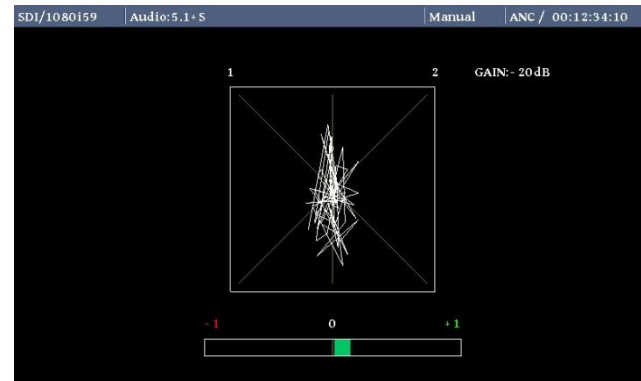 SDI/1080i59 Audio:5.1+S Manual ANC / 00:12:34:10
1 2 GAIN:- 20dB
- 1 0 + 1